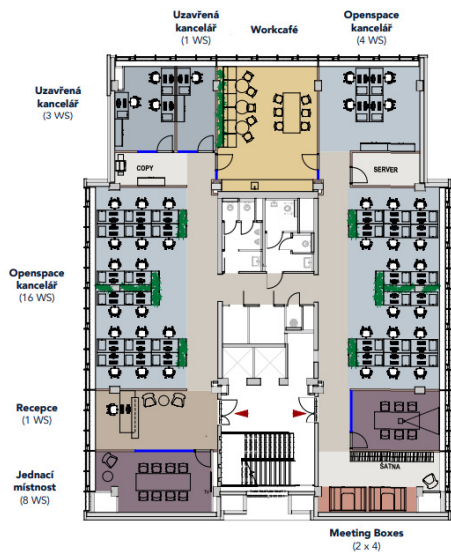 Uzavřená
kancelář
(1 WS)
Workcafé
Openspace
kancelář
(4 WS)
Uzavřená
kancelář
(3 WS)
COPY
SERVER
Openspace
kancelář
(16 WS)
Recepce
(1 WS)
Jednací
místnost
(8 WS)
ŠATNA
Meeting Boxes
(2 x 4)